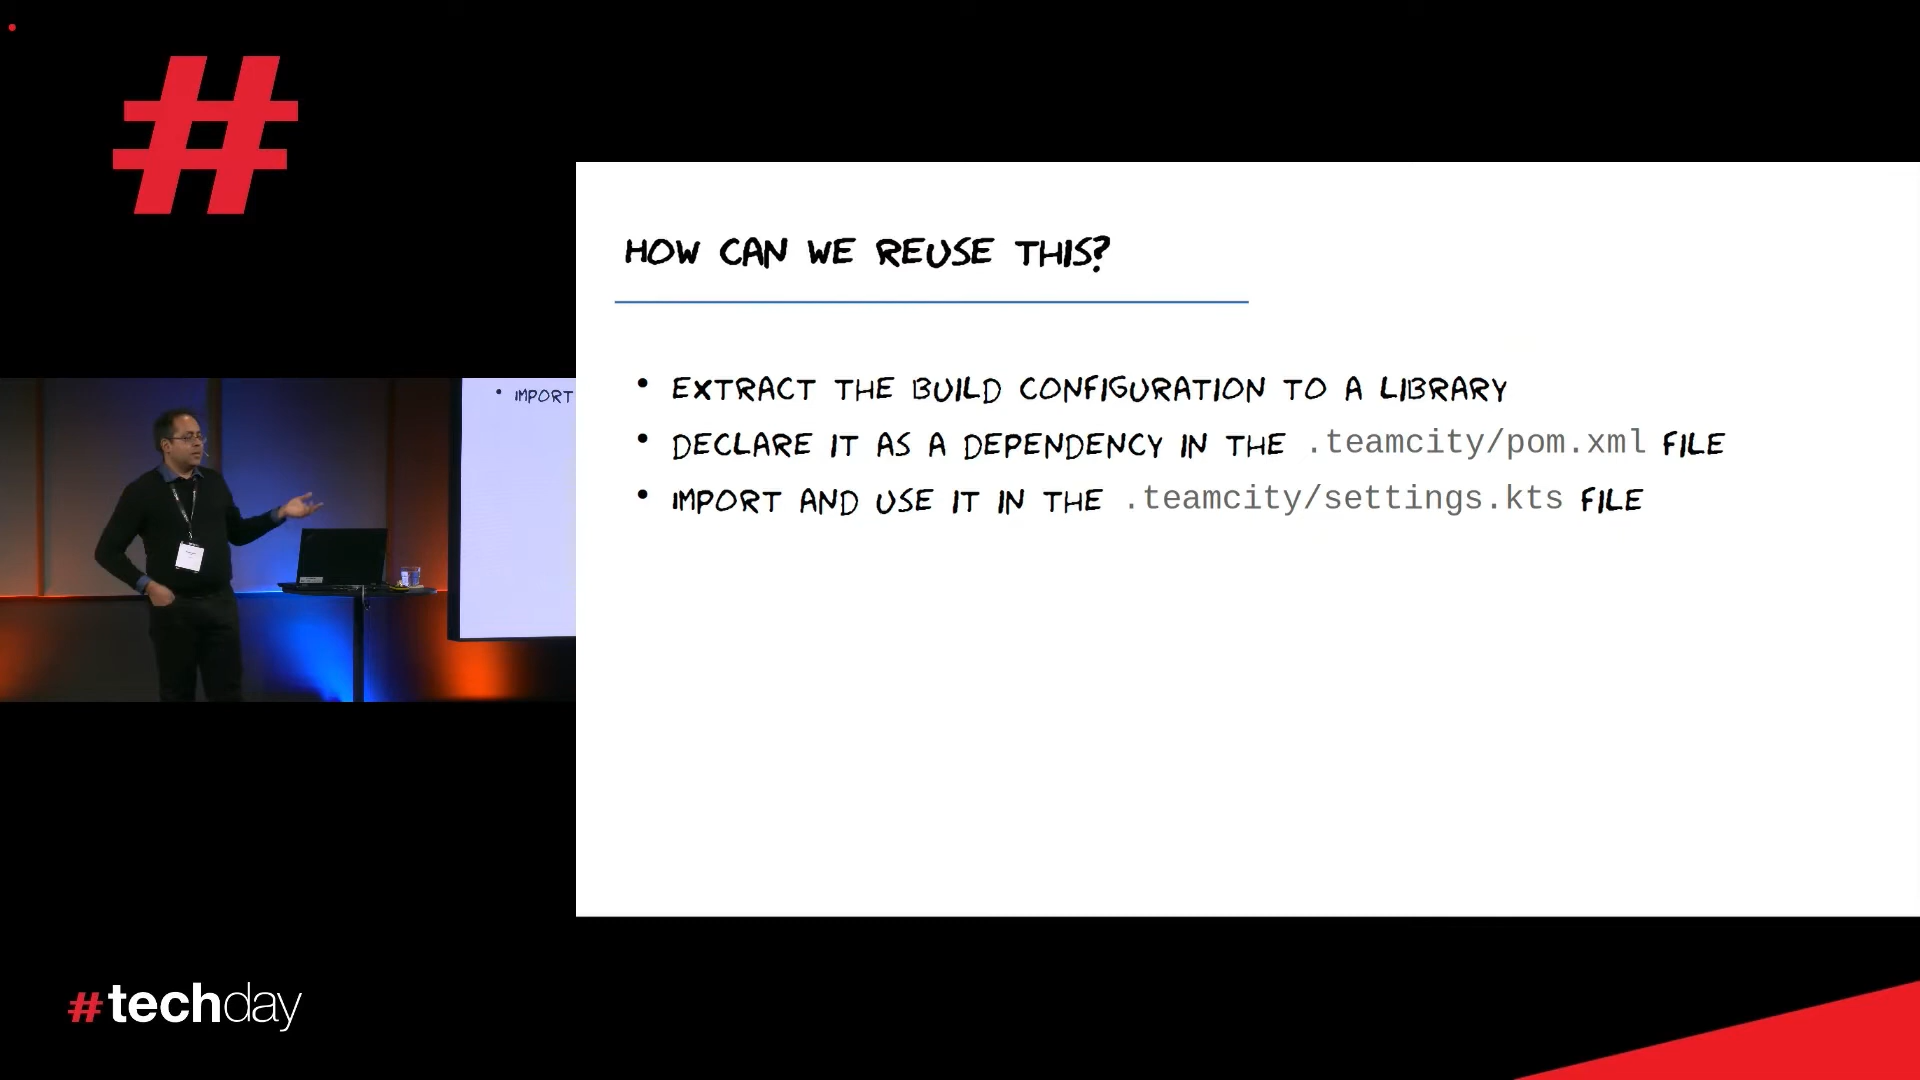 HOW CAN WE REUSE THIS?
• EXTRACT THE BUILD CONFIGURATION TO A LIBRARY
• DECLARE IT AS A DEPENDENCY IN THE .teamcity/pom.xml FILE
• IMPORT AND USE IT IN THE .teamcity/settings.kts FILE
• IMPORT
#techday